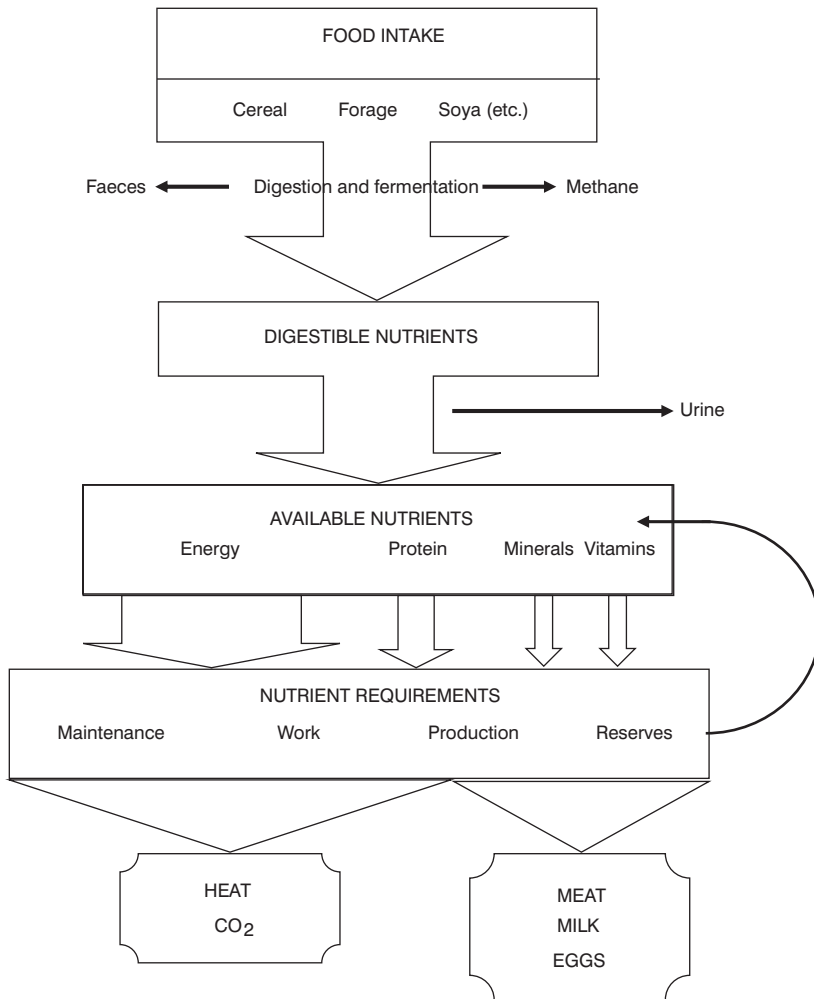 FOOD INTAKE
Cereal Forage Soya (etc.)
Faeces Digestion and fermentation Methane
DIGESTIBLE NUTRIENTS
Urine
AVAILABLE NUTRIENTS
Energy Protein Minerals Vitamins
NUTRIENT REQUIREMENTS
Maintenance Work Production Reserves
HEAT
CO₂
MEAT
MILK
EGGS